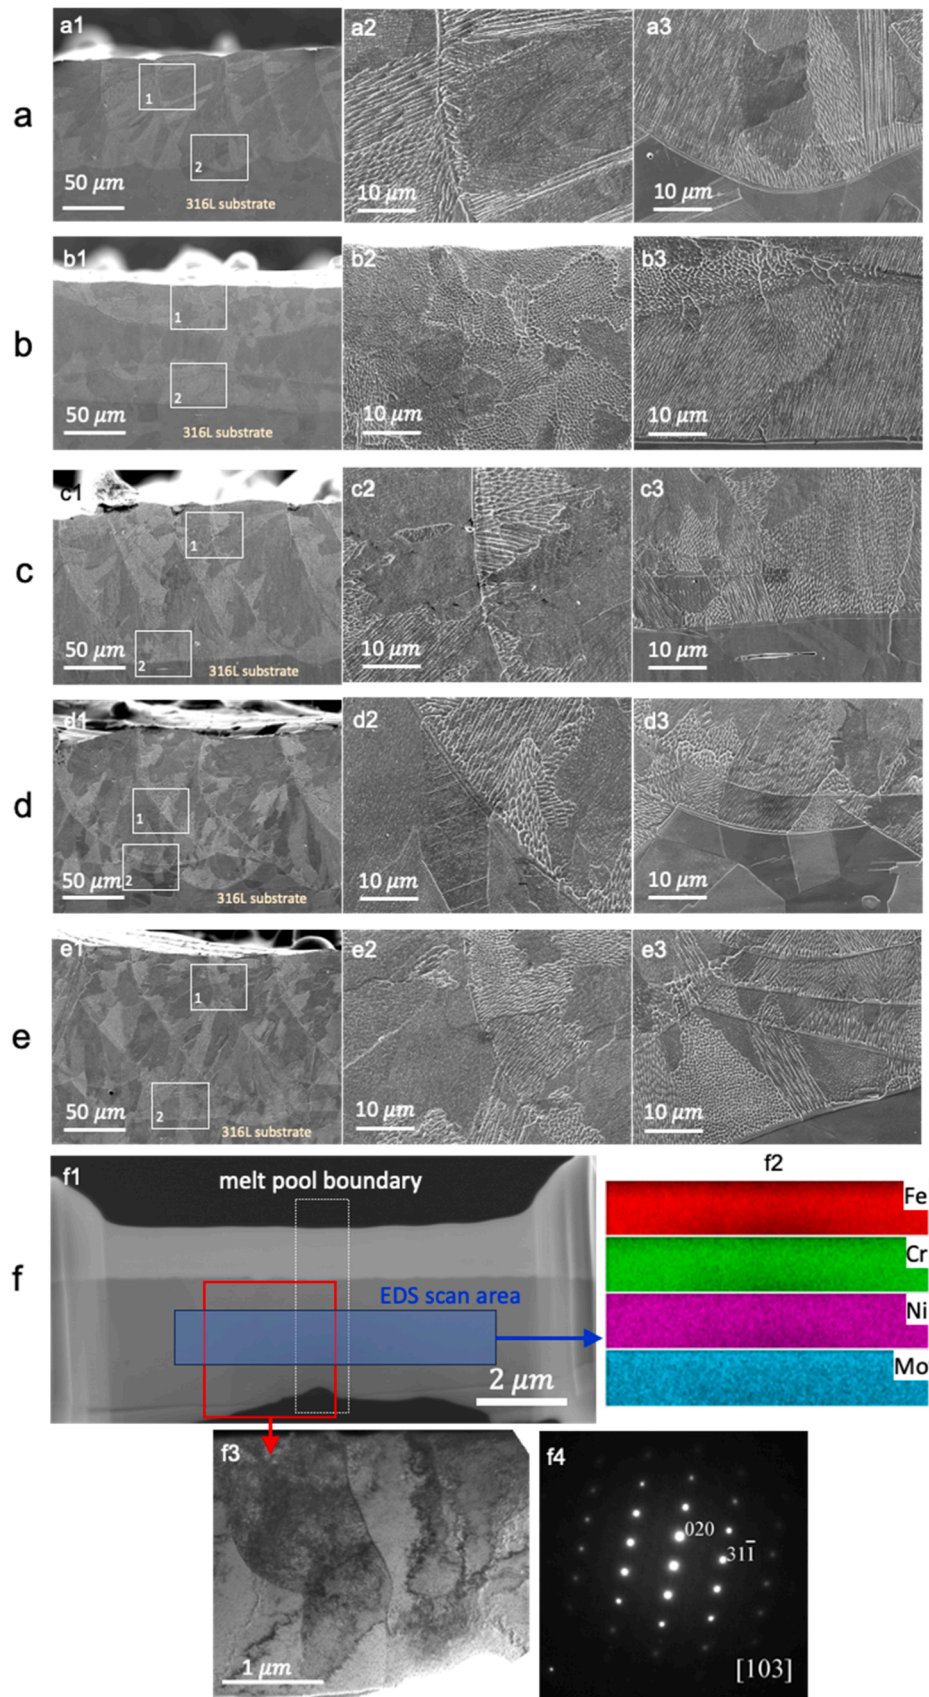 a
a1
1
2
50 μm
316L substrate
a2
10 μm
a3
10 μm
b
b1
1
2
50 μm
316L substrate
b2
10 μm
b3
10 μm
c
c1
1
2
50 μm
316L substrate
c2
10 μm
c3
10 μm
d
d1
1
2
50 μm
316L substrate
d2
10 μm
d3
10 μm
e
e1
1
2
50 μm
316L substrate
e2
10 μm
e3
10 μm
f
f1
melt pool boundary
EDS scan area
2 μm
f2
Fe
Cr
Ni
Mo
f3
1 μm
f4
020
311̅
[103]